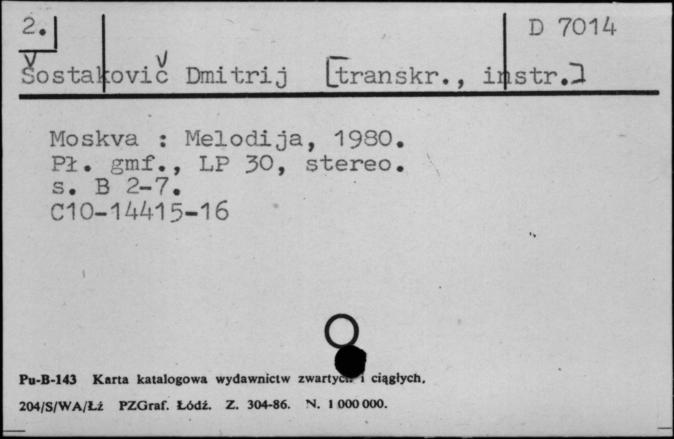 2.
D 7014
Šostakovič Dmitrij [transkr., instr.]
Moskva : Melodija, 1980.
Pł. gmf., LP 30, stereo.
s. B 2-7.
C10-14415-16
Pu-B-143 Karta katalogowa wydawnictw zwartych i ciągłych.
204/S/WA/Łż PZGraf. Łódź. Z. 304-86. N. 1 000 000.